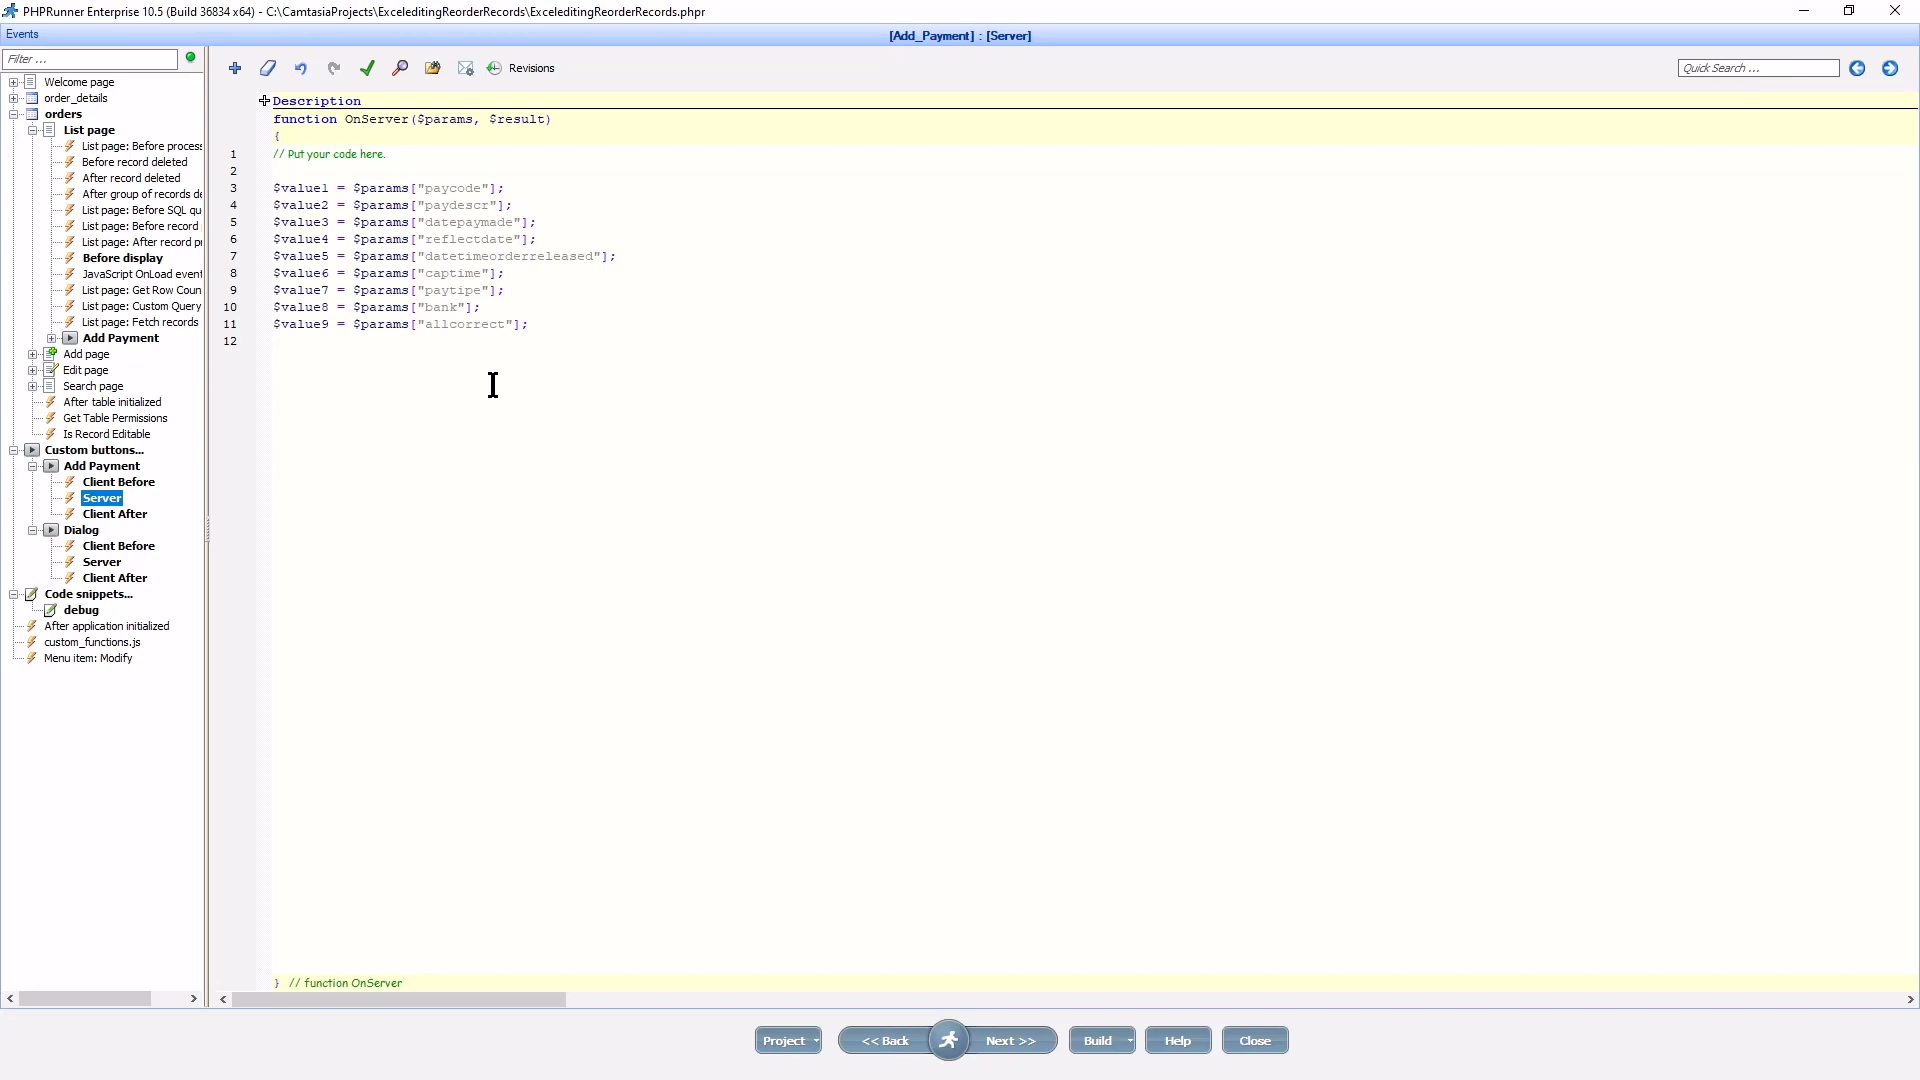 PHPRunner Enterprise 10.5 (Build 36834 x64) - C:\CamtasiaProjects\ExceleditingReorderRecords\ExceleditingReorderRecords.phpr
Events
[Add_Payment] : [Server]
Filter ...
Revisions
Quick Search ...
Welcome page
order_details
orders
List page
List page: Before process
Before record deleted
After record deleted
After group of records de
List page: Before SQL qu
List page: Before record
List page: After record pr
Before display
JavaScript OnLoad event
List page: Get Row Coun
List page: Custom Query
List page: Fetch records
Add Payment
Add page
Edit page
Search page
After table initialized
Get Table Permissions
Is Record Editable
Custom buttons...
Add Payment
Client Before
Server
Client After
Dialog
Client Before
Server
Client After
Code snippets...
debug
After application initialized
custom_functions.js
Menu item: Modify
Description
function OnServer($params, $result)
{
1 // Put your code here.
2
3 $value1 = $params["paycode"];
4 $value2 = $params["paydescr"];
5 $value3 = $params["datepaymade"];
6 $value4 = $params["reflectdate"];
7 $value5 = $params["datetimeorderreleased"];
8 $value6 = $params["captime"];
9 $value7 = $params["paytipe"];
10 $value8 = $params["bank"];
11 $value9 = $params["allcorrect"];
12
} // function OnServer
Project
<< Back
Next >>
Build
Help
Close